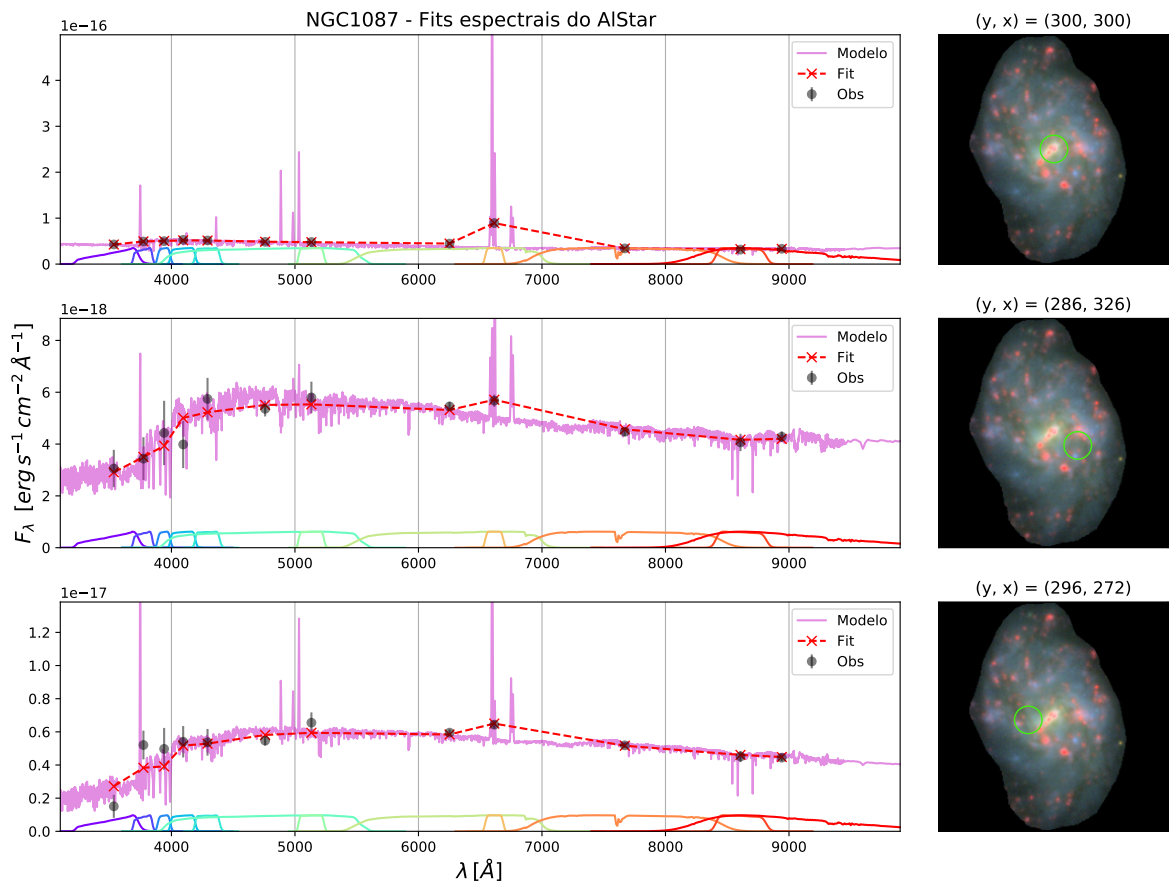 NGC1087 - Fits espectrais do AlStar
(y, x) = (300, 300)
1e−16
Modelo
Fit
Obs
4
3
2
1
0
4000 5000 6000 7000 8000 9000
(y, x) = (286, 326)
1e−18
Modelo
Fit
Obs
8
6
4
2
0
4000 5000 6000 7000 8000 9000
F_λ [erg s⁻¹ cm⁻² Å⁻¹]
(y, x) = (296, 272)
1e−17
Modelo
Fit
Obs
1.2
1.0
0.8
0.6
0.4
0.2
0.0
4000 5000 6000 7000 8000 9000
λ [Å]